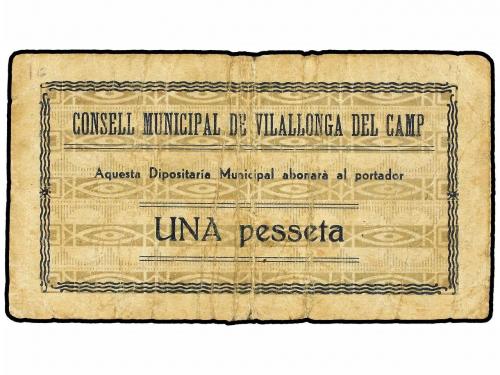 CONSELL MUNICIPAL DE VILALLONGA DEL CAMP
Aquesta Dipositaria Municipal abonarà al portador
UNA pesseta